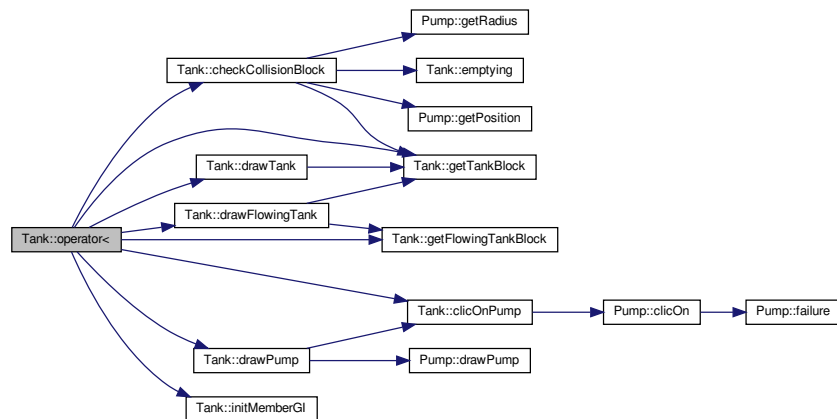 Pump::getRadius
Tank::checkCollisionBlock
Tank::emptying
Pump::getPosition
Tank::drawTank
Tank::getTankBlock
Tank::drawFlowingTank
Tank::operator<
Tank::getFlowingTankBlock
Tank::clicOnPump
Pump::clicOn
Pump::failure
Tank::drawPump
Pump::drawPump
Tank::initMemberGl